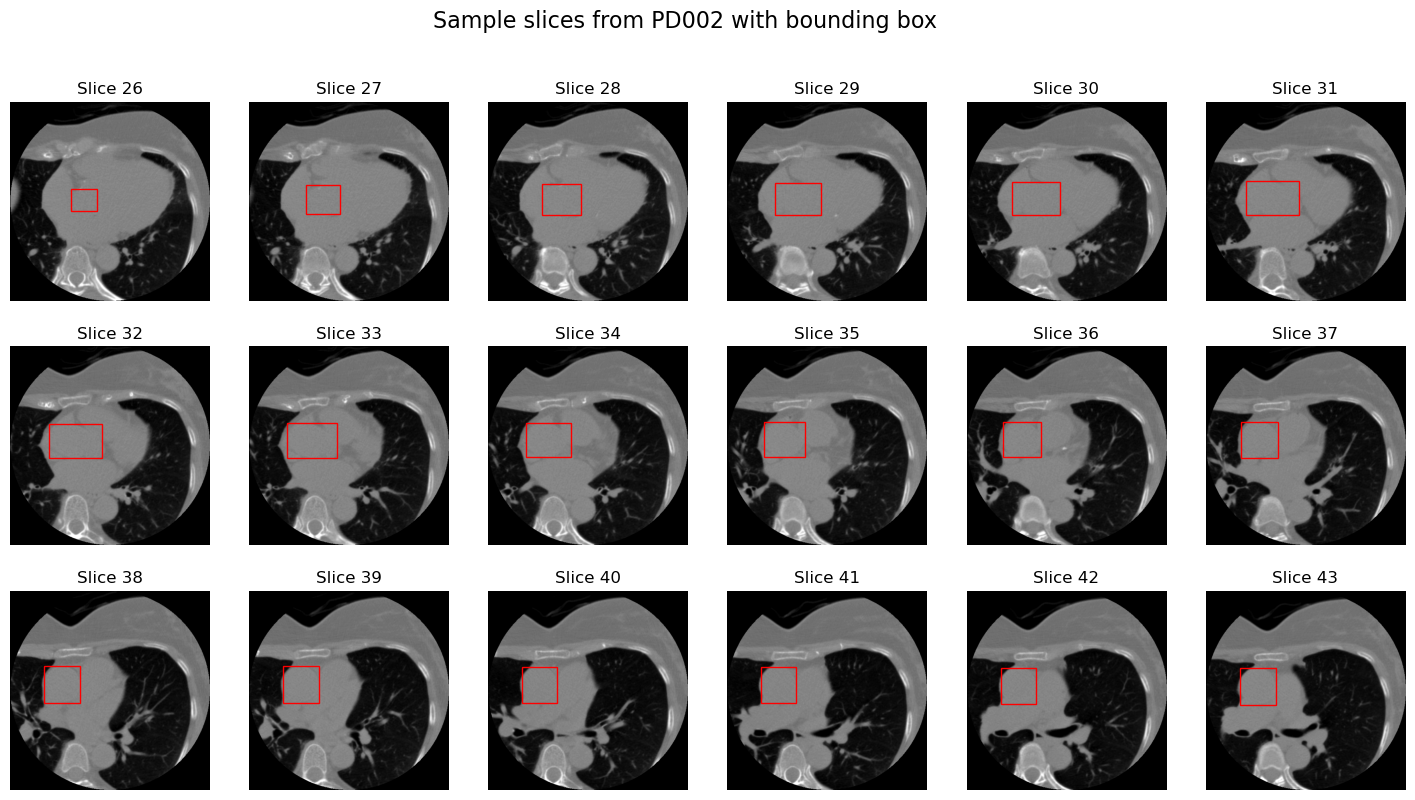 Sample slices from PD002 with bounding box
Slice 26 Slice 27 Slice 28 Slice 29 Slice 30 Slice 31
Slice 32 Slice 33 Slice 34 Slice 35 Slice 36 Slice 37
Slice 38 Slice 39 Slice 40 Slice 41 Slice 42 Slice 43